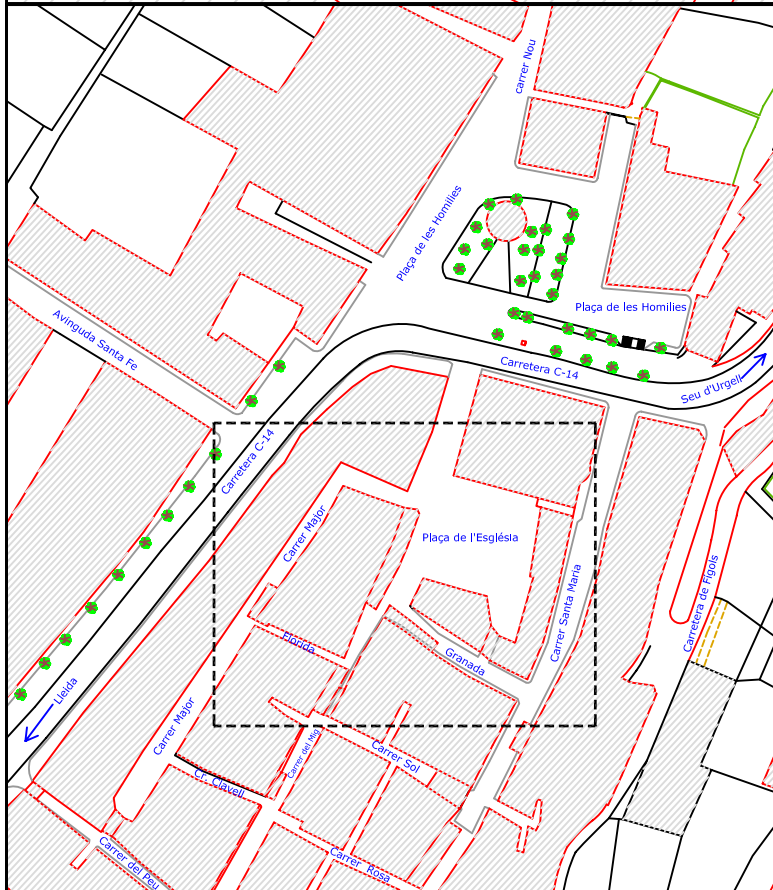 carrer Nou
Plaça de les Homilies
Plaça de les Homilies
Avinguda Santa Fe
Carretera C-14
Seu d'Urgell
Carretera C-14
Carrer Major
Plaça de l'Església
Carretera de Fígols
Carrer Santa Maria
Florida
Granada
Lleida
Carrer Major
Carrer del Mig
Carrer Sol
Cr. Clavell
Carrer del Peu
Carrer Rosa